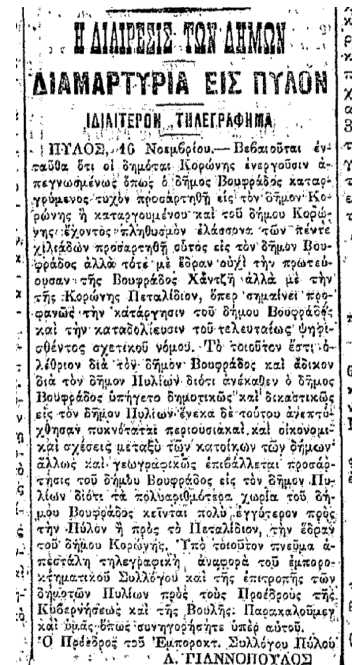 Η ΔΙΑΙΡΕΣΙΣ ΤΩΝ ΔΗΜΩΝ
ΔΙΑΜΑΡΤΥΡΙΑ ΕΙΣ ΠΥΛΟΝ
ΙΔΙΑΙΤΕΡΟΝ ΤΗΛΕΓΡΑΦΗΜΑ
ΠΥΛΟΣ, 16 Νοεμβρίου.— Βεβαιοῦται ἐν-
ταῦθα ὅτι οἱ δημόται Κορώνης ἐνεργοῦσιν ἀ-
πεγνωσμένως ὅπως ὁ δῆμος Βουφράδος καταρ-
γούμενος τυχὸν προσαρτηθῇ εἰς τὸν δῆμον Κο-
ρώνης ἢ καταργουμένου καὶ τοῦ δήμου Κορώ-
νης ἔχοντος πληθυσμὸν ἐλάσσονα τῶν πέντε
χιλιάδων προσαρτηθῇ οὗτος εἰς τὸν δῆμον Βου-
φράδος ἀλλὰ τότε μὲ ἕδραν οὐχὶ τὴν πρωτεύ-
ουσαν τῆς Βουφράδος Χάντζη ἀλλὰ μὲ τὴν
τῆς Κορώνης Πεταλίδιον, ὅπερ σημαίνει προ-
φανῶς τὴν κατάργησιν τοῦ δήμου Βουφράδος
καὶ τὴν καταδολίευσιν τοῦ τελευταίως ψηφι-
σθέντος σχετικοῦ νόμου. Τὸ τοιοῦτον ἔστι ὀ-
λέθριον διὰ τὸν δῆμον Βουφράδος καὶ ἄδικον
διὰ τὸν δῆμον Πυλίων διότι ἀνέκαθεν ὁ δῆμος
Βουφράδος ὑπήγετο δημοτικῶς καὶ δικαστικῶς
εἰς τὸν δῆμον Πυλίων ἕνεκα δὲ τούτου ἀνεπτύ-
χθησαν πυκνόταται περιουσιακαὶ καὶ οἰκονομι-
καὶ σχέσεις μεταξὺ τῶν κατοίκων τῶν δήμων
ἄλλως καὶ γεωγραφικῶς ἐπιβάλλεται προσάρ-
τησις τοῦ δήμου Βουφράδος εἰς τὸν δῆμον Πυ-
λίων διότι τὰ πολυαριθμότερα χωρία τοῦ δή-
μου Βουφράδος κεῖνται πολὺ ἐγγύτερον πρὸς
τὴν Πύλον ἢ πρὸς τὸ Πεταλίδιον, τὴν ἕδραν
τοῦ δήμου Κορώνης. Ὑπὸ τοιοῦτον πνεῦμα ἀ-
πεστάλη τηλεγραφικὴ ἀναφορὰ τοῦ ἐμπορο-
κτηματικοῦ Συλλόγου καὶ τῆς ἐπιτροπῆς τῶν
δημοτῶν Πυλίων πρὸς τοὺς Προέδρους τῆς
Κυβερνήσεως καὶ τῆς Βουλῆς. Παρακαλοῦμεν
καὶ ὑμᾶς ὅπως συνηγορήσητε ὑπὲρ αὐτοῦ.
Ὁ Πρόεδρος τοῦ Ἐμποροκτ. Συλλόγου Πύλου
Α. ΓΙΑΝΝΟΠΟΥΛΟΣ